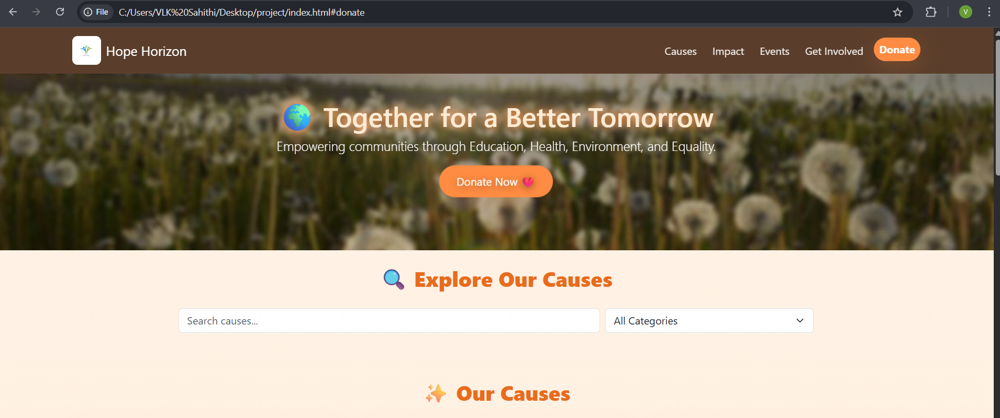 File C:/Users/VLK%20Sahithi/Desktop/project/index.html#donate
V
Hope Horizon
Causes Impact Events Get Involved Donate
🌍 Together for a Better Tomorrow
Empowering communities through Education, Health, Environment, and Equality.
Donate Now 💗
🔍 Explore Our Causes
Search causes... All Categories
✨ Our Causes